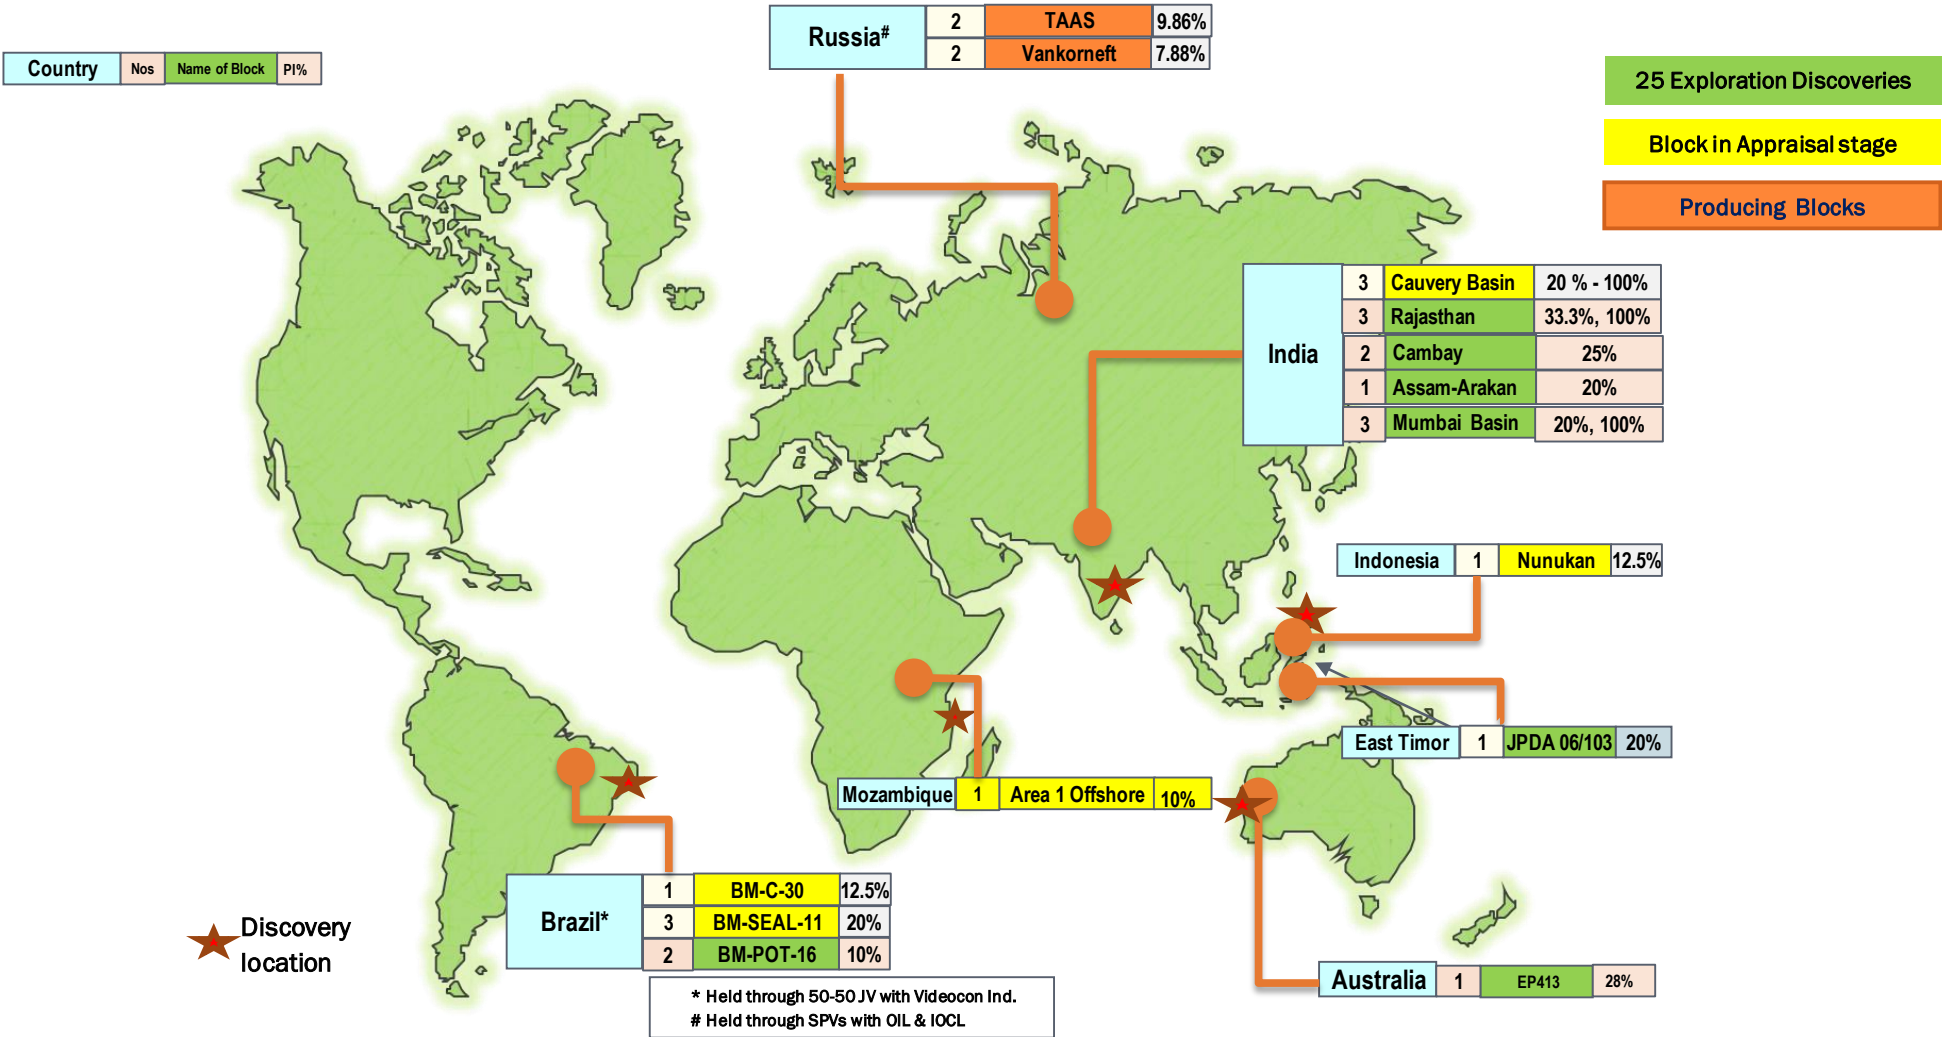 Russia# 2 TAAS 9.86%
2 Vankorneft 7.88%
Country Nos Name of Block PI%
25 Exploration Discoveries
Block in Appraisal stage
Producing Blocks
India
3 Cauvery Basin 20 % - 100%
3 Rajasthan 33.3%, 100%
2 Cambay 25%
1 Assam-Arakan 20%
3 Mumbai Basin 20%, 100%
Indonesia 1 Nunukan 12.5%
East Timor 1 JPDA 06/103 20%
Mozambique 1 Area 1 Offshore 10%
Brazil*
1 BM-C-30 12.5%
3 BM-SEAL-11 20%
2 BM-POT-16 10%
Discovery
location
Australia 1 EP413 28%
* Held through 50-50 JV with Videocon Ind.
# Held through SPVs with OIL & IOCL